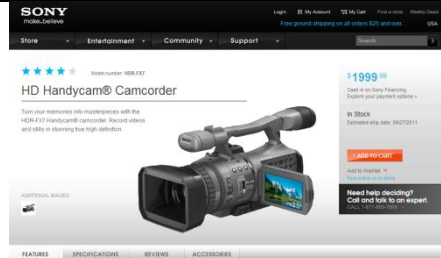 SONY
make.believe
Login My Account My Cart Find a store Weekly Deals
Free ground shipping on all orders $25 and over. USA
Store Entertainment Community Support
Search
Model number: HDR-FX7
HD Handycam® Camcorder
Turn your memories into masterpieces with the
HDR-FX7 Handycam® camcorder. Record videos
and stills in stunning true high definition.
$1999.99
Cash in on Sony Financing.
Explore your payment options
In Stock
Estimated ship date: 09/27/2011
ADD TO CART
Add to Wishlist
Find online or in-store
Need help deciding?
Call and talk to an expert.
ADDITIONAL IMAGES:
FEATURES SPECIFICATIONS REVIEWS ACCESSORIES